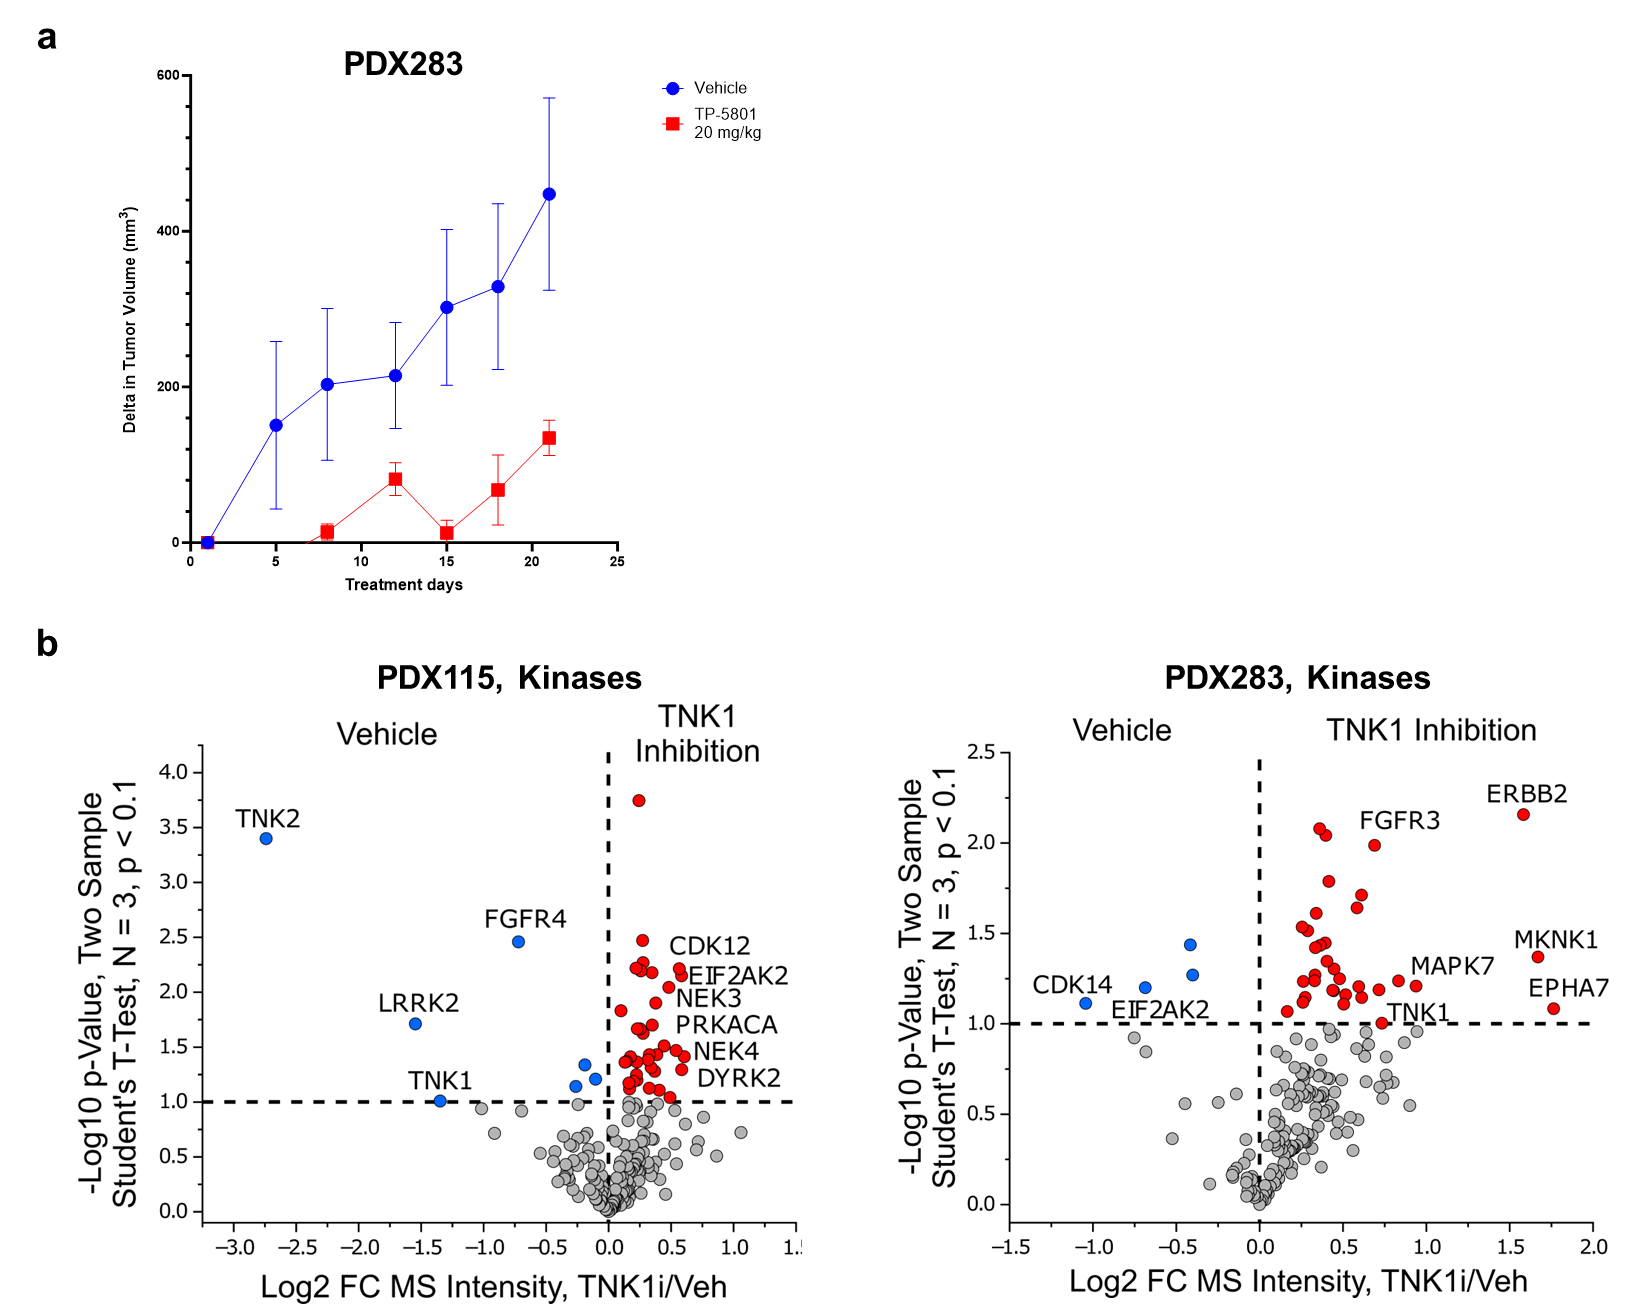 a
PDX283
600
400
200
0
0
5
10
15
20
25
Delta in Tumor Volume (mm3)
Treatment days
Vehicle
TP-5801
20 mg/kg
b
PDX115, Kinases
Vehicle
TNK1
Inhibition
4.0
3.5
3.0
2.5
2.0
1.5
1.0
0.5
0.0
-Log10 p-Value, Two Sample
Student's T-Test, N = 3, p < 0.1
TNK2
FGFR4
LRRK2
TNK1
CDK12
EIF2AK2
NEK3
PRKACA
NEK4
DYRK2
−3.0
−2.5
−2.0
−1.5
−1.0
−0.5
0.0
0.5
1.0
Log2 FC MS Intensity, TNK1i/Veh
PDX283, Kinases
Vehicle
TNK1 Inhibition
2.5
2.0
1.5
1.0
0.5
0.0
-Log10 p-Value, Two Sample
Student's T-Test, N = 3, p < 0.1
ERBB2
FGFR3
MKNK1
MAPK7
EPHA7
CDK14
EIF2AK2
TNK1
−1.5
−1.0
−0.5
0.0
0.5
1.0
1.5
2.0
Log2 FC MS Intensity, TNK1i/Veh